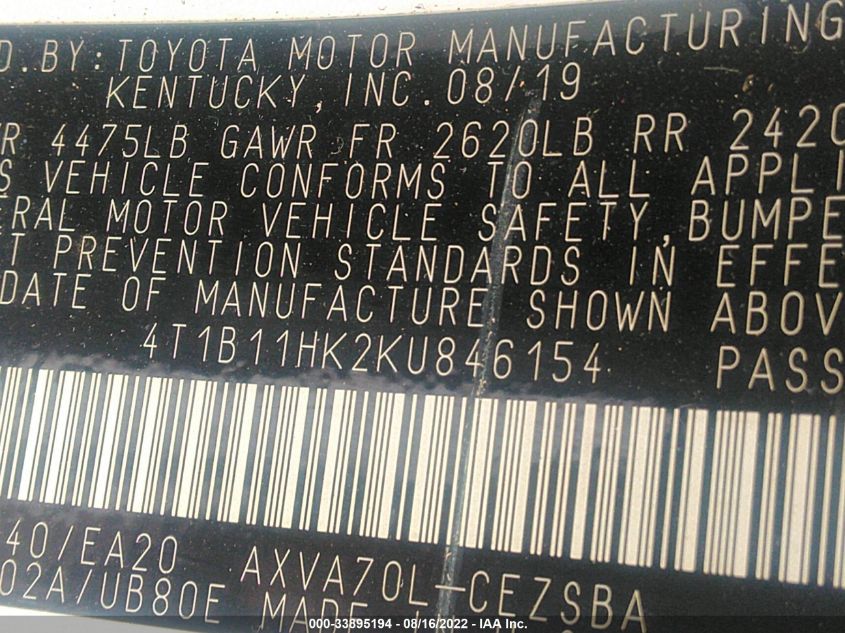 D.BY: TOYOTA MOTOR MANUFACTURING
KENTUCKY, INC. 08/19
R 4475LB GAWR FR 2620LB RR 242
S VEHICLE CONFORMS TO ALL APPLI
ERAL MOTOR VEHICLE SAFETY, BUMPE
T PREVENTION STANDARDS IN EFFE
DATE OF MANUFACTURE SHOWN ABOV
4T1B11HK2KU846154 PASS
40/EA20 AXVA70L-CEZSBA
02A/UB80E MADE
000-33895194 - 08/16/2022 - IAA Inc.